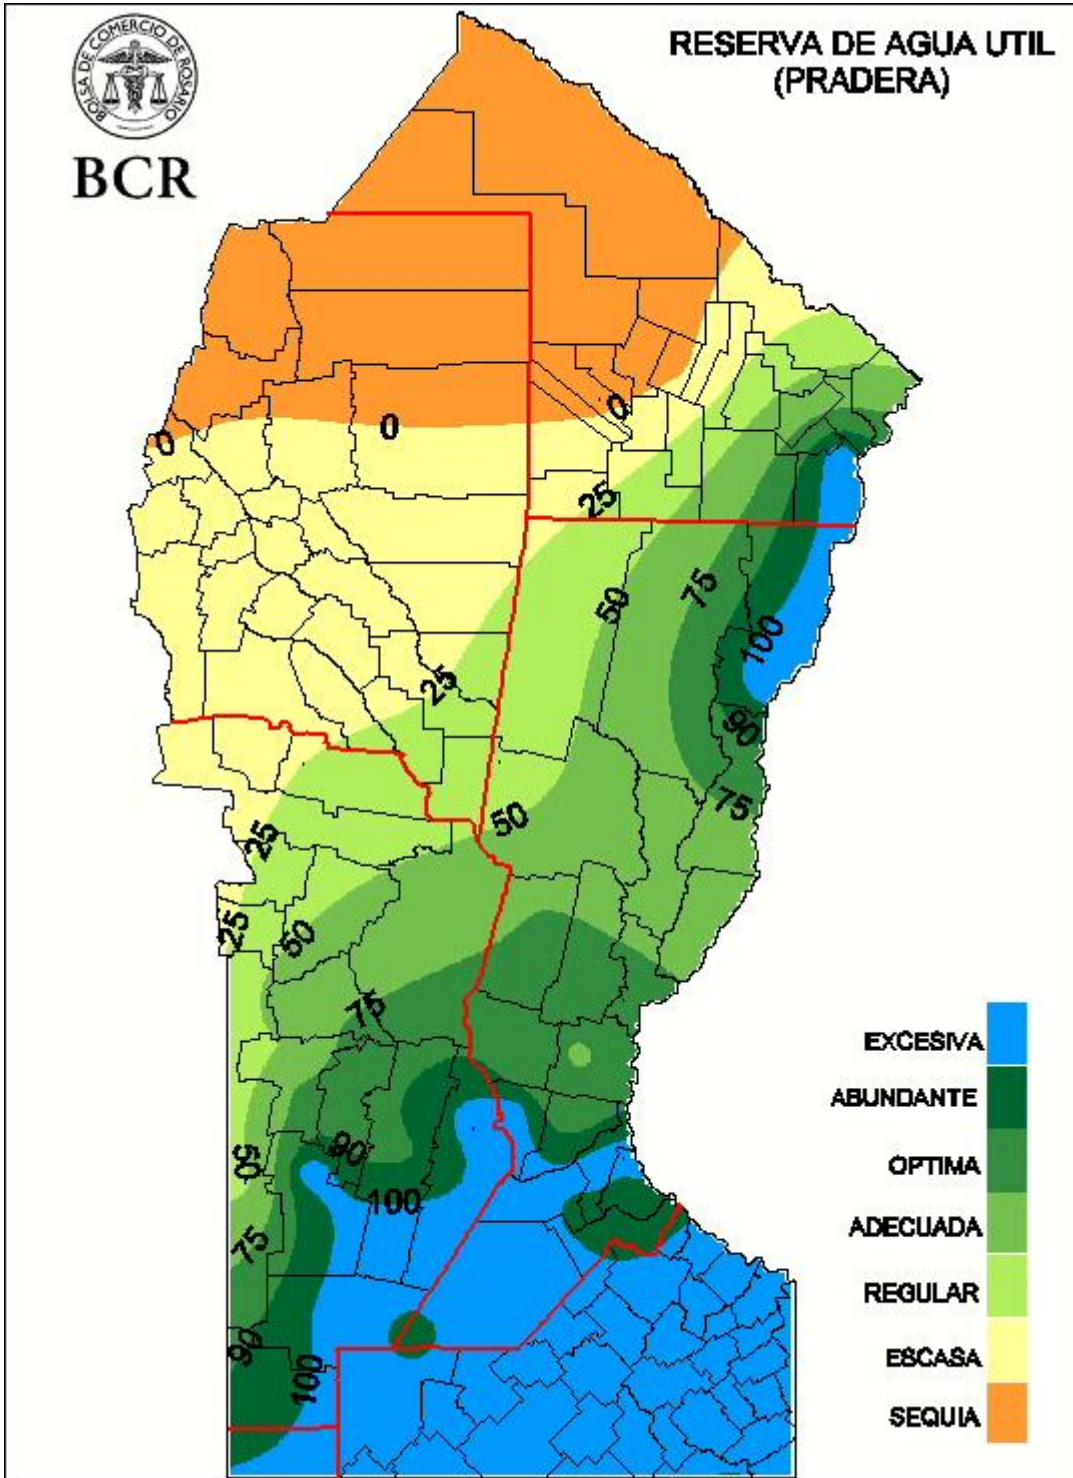 RESERVA DE AGUA UTIL
(PRADERA)
BOLSA DE COMERCIO DE ROSARIO
BCR
0
0
0
25
50
75
100
25
90
75
50
25
25
50
75
90
50
100
75
90
100
EXCESIVA
ABUNDANTE
OPTIMA
ADECUADA
REGULAR
ESCASA
SEQUIA